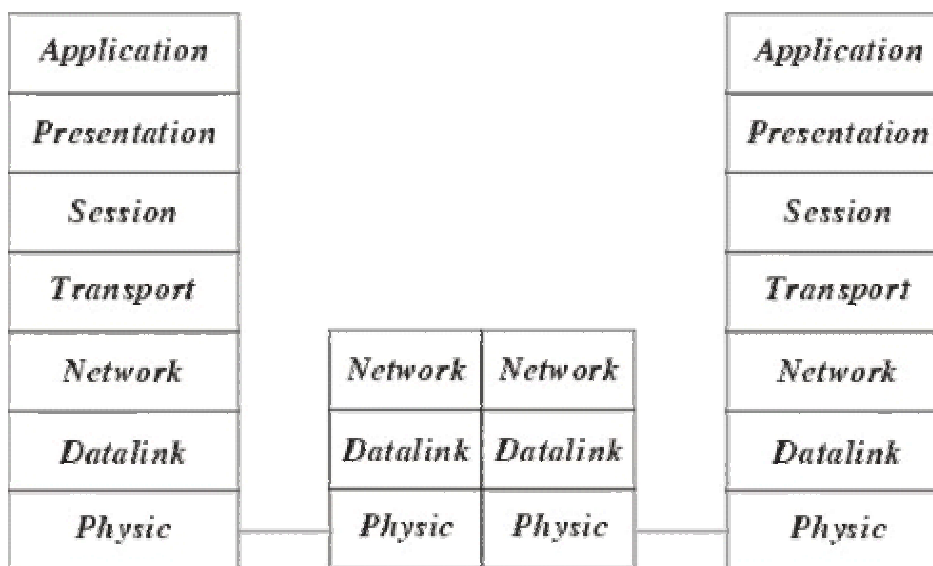 Application
Application
Presentation
Presentation
Session
Session
Transport
Transport
Network
Network
Network
Network
Datalink
Datalink
Datalink
Datalink
Physic
Physic
Physic
Physic